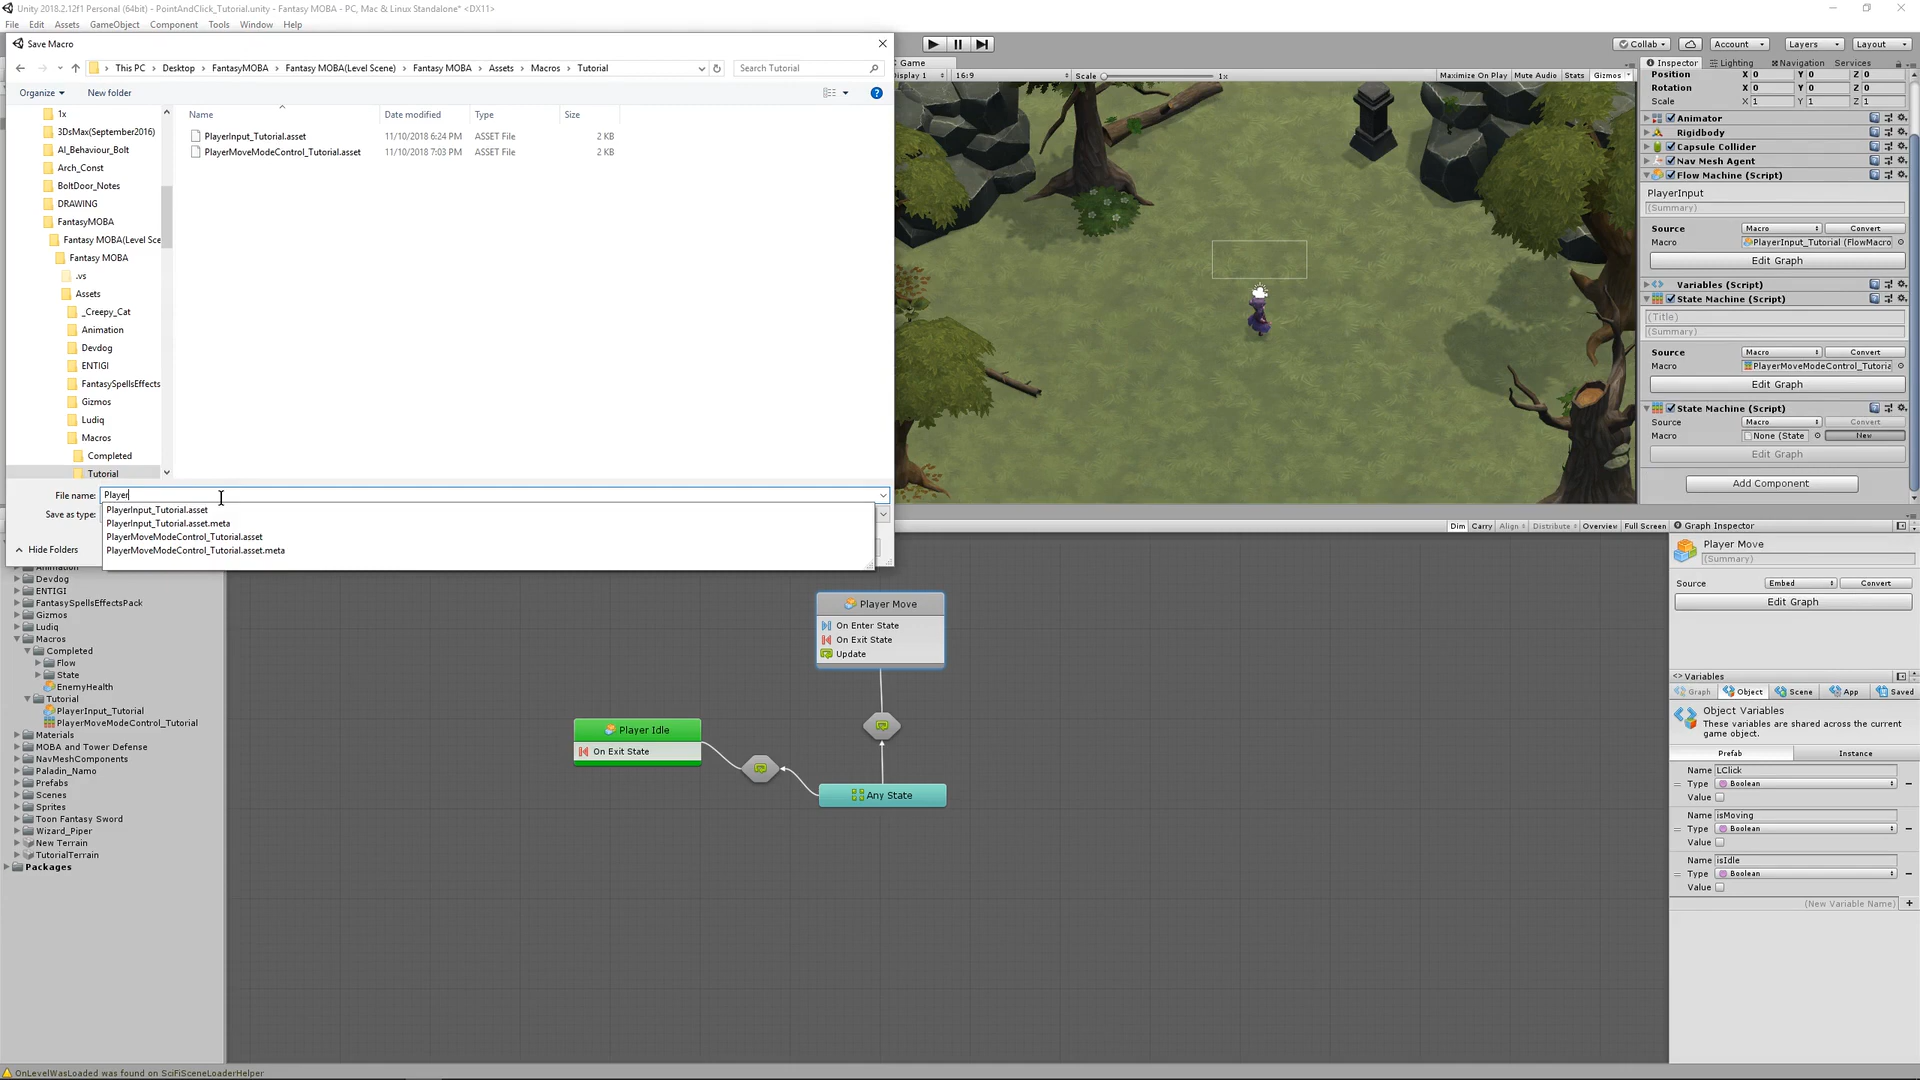 Unity 2018.2.12f1 Personal (64bit) - PointAndClick_Tutorial.unity - Fantasy MOBA - PC, Mac & Linux Standalone* <DX11>
File Edit Assets GameObject Component Tools Window Help
Save Macro
Collab Account Layers Layout
This PC > Desktop > FantasyMOBA > Fantasy MOBA(Level Scene) > Fantasy MOBA > Assets > Macros > Tutorial
Search Tutorial
Organize New folder
Name Date modified Type Size
PlayerInput_Tutorial.asset 11/10/2018 6:24 PM ASSET File 2 KB
PlayerMoveModeControl_Tutorial.asset 11/10/2018 7:03 PM ASSET File 2 KB
1x
3DsMax(September2016)
AI_Behaviour_Bolt
Arch_Const
BoltDoor_Notes
DRAWING
FantasyMOBA
Fantasy MOBA(Level Sce
Fantasy MOBA
.vs
Assets
_Creepy_Cat
Animation
Devdog
ENTIGI
FantasySpellsEffects
Gizmos
Ludiq
Macros
Completed
Tutorial
File name: Player
Save as type:
PlayerInput_Tutorial.asset
PlayerInput_Tutorial.asset.meta
PlayerMoveModeControl_Tutorial.asset
PlayerMoveModeControl_Tutorial.asset.meta
Hide Folders
Game
Display 1 16:9 Scale 1x Maximize On Play Mute Audio Stats Gizmos
Inspector Lighting Navigation Services
Position X 0 Y 0 Z 0
Rotation X 0 Y 0 Z 0
Scale X 1 Y 1 Z 1
Animator
Rigidbody
Capsule Collider
Nav Mesh Agent
Flow Machine (Script)
PlayerInput
(Summary)
Source Macro Convert
Macro PlayerInput_Tutorial (FlowMacro
Edit Graph
Variables (Script)
State Machine (Script)
(Title)
(Summary)
Source Macro Convert
Macro PlayerMoveModeControl_Tutoria
Edit Graph
State Machine (Script)
Source Macro Convert
Macro None (State New
Edit Graph
Add Component
Dim Carry Align Distribute Overview Full Screen
Animation
Devdog
ENTIGI
FantasySpellsEffectsPack
Gizmos
Ludiq
Macros
Completed
Flow
State
EnemyHealth
Tutorial
PlayerInput_Tutorial
PlayerMoveModeControl_Tutorial
Materials
MOBA and Tower Defense
NavMeshComponents
Paladin_Namo
Prefabs
Scenes
Sprites
Toon Fantasy Sword
Wizard_Piper
New Terrain
TutorialTerrain
Packages
Player Move
On Enter State
On Exit State
Update
Player Idle
On Exit State
Any State
Graph Inspector
Player Move
(Summary)
Source Embed Convert
Edit Graph
<> Variables
Graph Object Scene App Saved
Object Variables
These variables are shared across the current
game object.
Prefab Instance
Name LClick
Type Boolean
Value
Name isMoving
Type Boolean
Value
Name isIdle
Type Boolean
Value
(New Variable Name)
OnLevelWasLoaded was found on SciFiSceneLoaderHelper